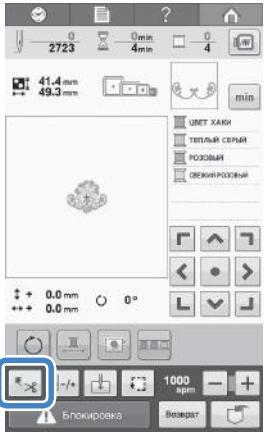 ?
0 0min 0
2723 4min 4
41.4 mm
49.3 mm
min
ЦВЕТ ХАКИ
ТЕПЛЫЙ СЕРЫЙ
РОЗОВЫЙ
СВЕЖИЙ РОЗОВЫЙ
+ 0.0 mm 0°
+ 0.0 mm
1000
spm
Блокировка Возврат